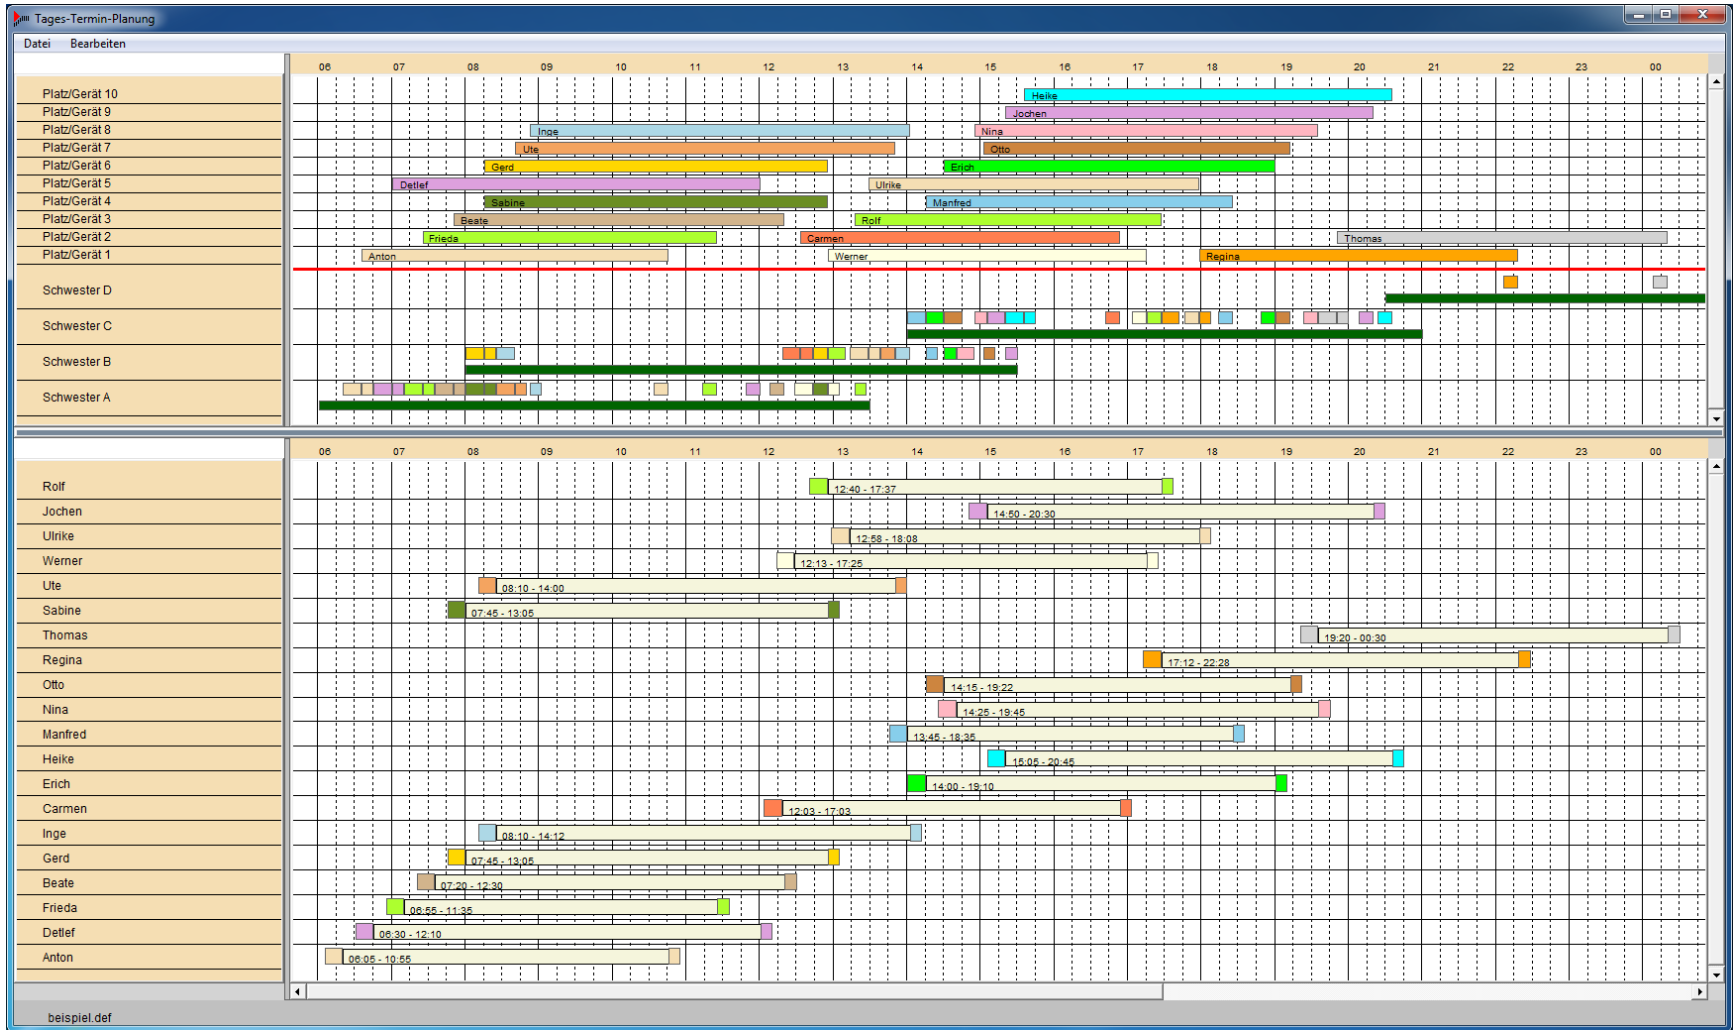 Tages-Termin-Planung
Datei Bearbeiten
06 07 08 09 10 11 12 13 14 15 16 17 18 19 20 21 22 23 00
Platz/Gerät 10 Heike
Platz/Gerät 9 Jochen
Platz/Gerät 8 Inge Nina
Platz/Gerät 7 Ute Otto
Platz/Gerät 6 Gerd Erich
Platz/Gerät 5 Detlef Ulrike
Platz/Gerät 4 Sabine Manfred
Platz/Gerät 3 Beate Rolf
Platz/Gerät 2 Frieda Carmen Thomas
Platz/Gerät 1 Anton Werner Regina
Schwester D
Schwester C
Schwester B
Schwester A
06 07 08 09 10 11 12 13 14 15 16 17 18 19 20 21 22 23 00
Rolf 12:40 - 17:37
Jochen 14:50 - 20:30
Ulrike 12:58 - 18:08
Werner 12:13 - 17:25
Ute 08:10 - 14:00
Sabine 07:45 - 13:05
Thomas 19:20 - 00:30
Regina 17:12 - 22:28
Otto 14:15 - 19:22
Nina 14:25 - 19:45
Manfred 13:45 - 18:35
Heike 15:05 - 20:45
Erich 14:00 - 19:10
Carmen 12:03 - 17:03
Inge 08:10 - 14:12
Gerd 07:45 - 13:05
Beate 07:20 - 12:30
Frieda 06:55 - 11:35
Detlef 06:30 - 12:10
Anton 06:05 - 10:55
beispiel.def